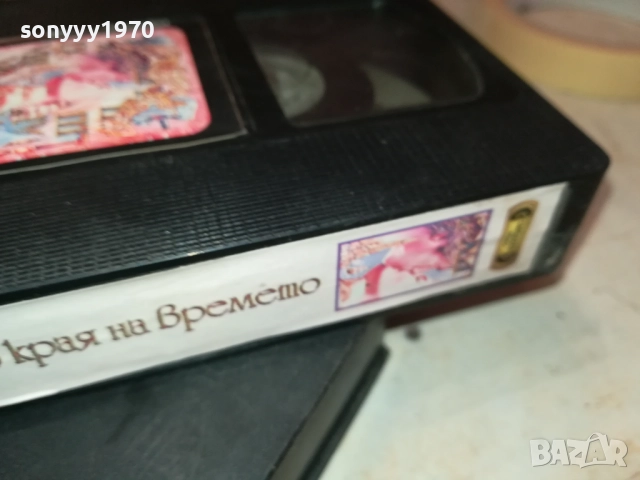 sonyyy1970
края на времето
BAZAR